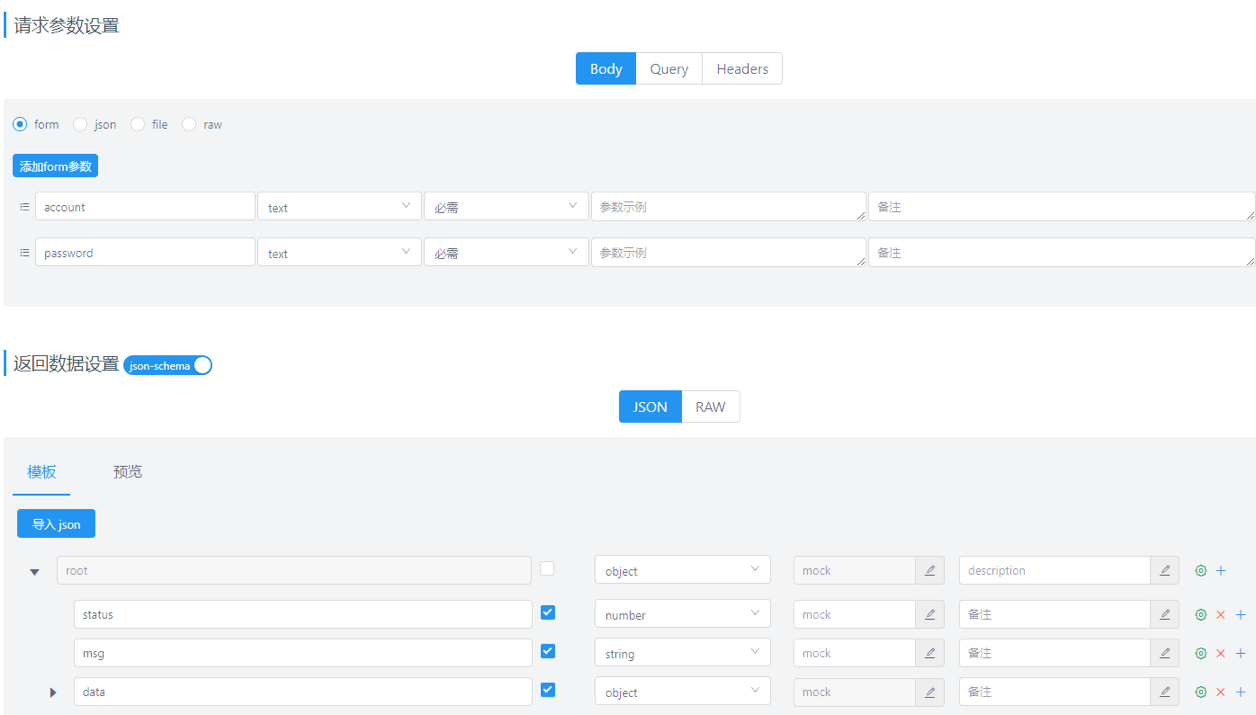 请求参数设置
Body Query Headers
form json file raw
添加form参数
account text 必需 参数示例 备注
password text 必需 参数示例 备注
返回数据设置 json-schema
JSON RAW
模板 预览
导入 json
root object mock description
status number mock 备注
msg string mock 备注
data object mock 备注